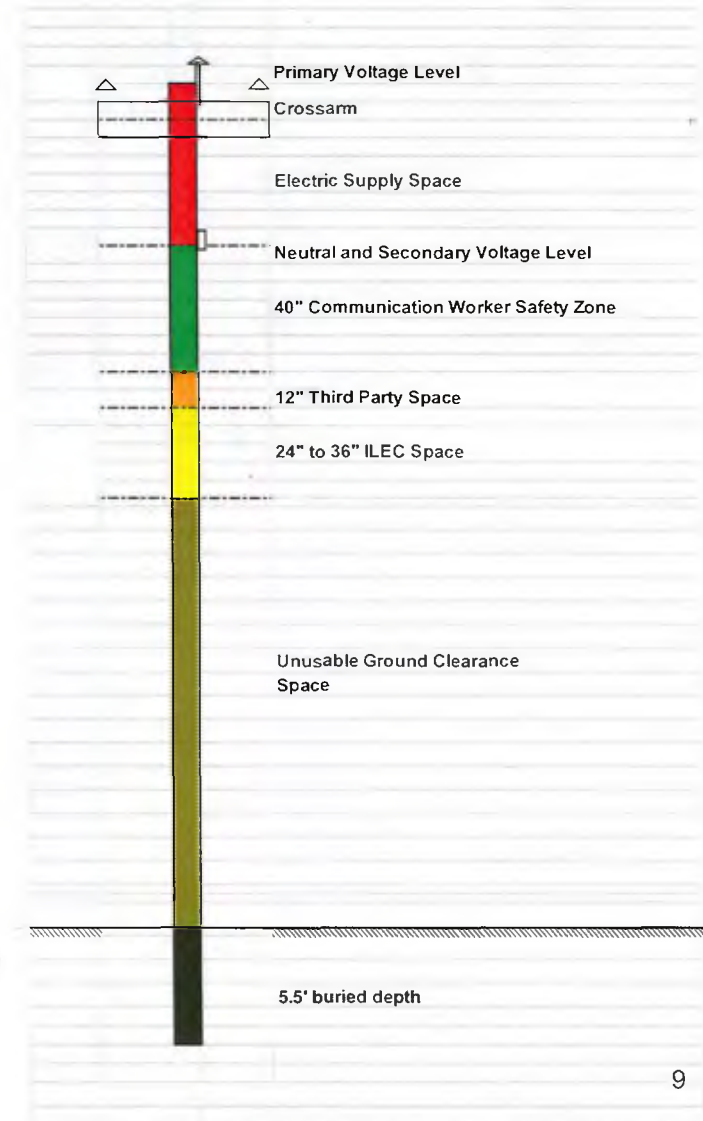 Primary Voltage Level
Crossarm
Electric Supply Space
Neutral and Secondary Voltage Level
40" Communication Worker Safety Zone
12" Third Party Space
24" to 36" ILEC Space
Unusable Ground Clearance
Space
5.5' buried depth
9